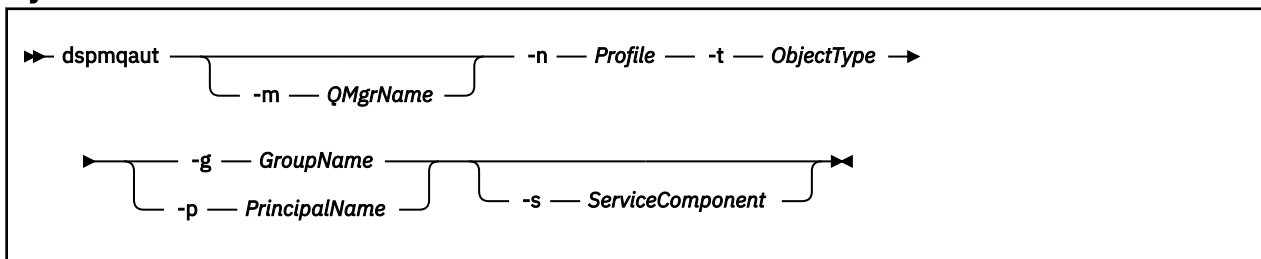 dspmqaut -n Profile -t ObjectType
-m QMgrName
-g GroupName
-p PrincipalName
-s ServiceComponent